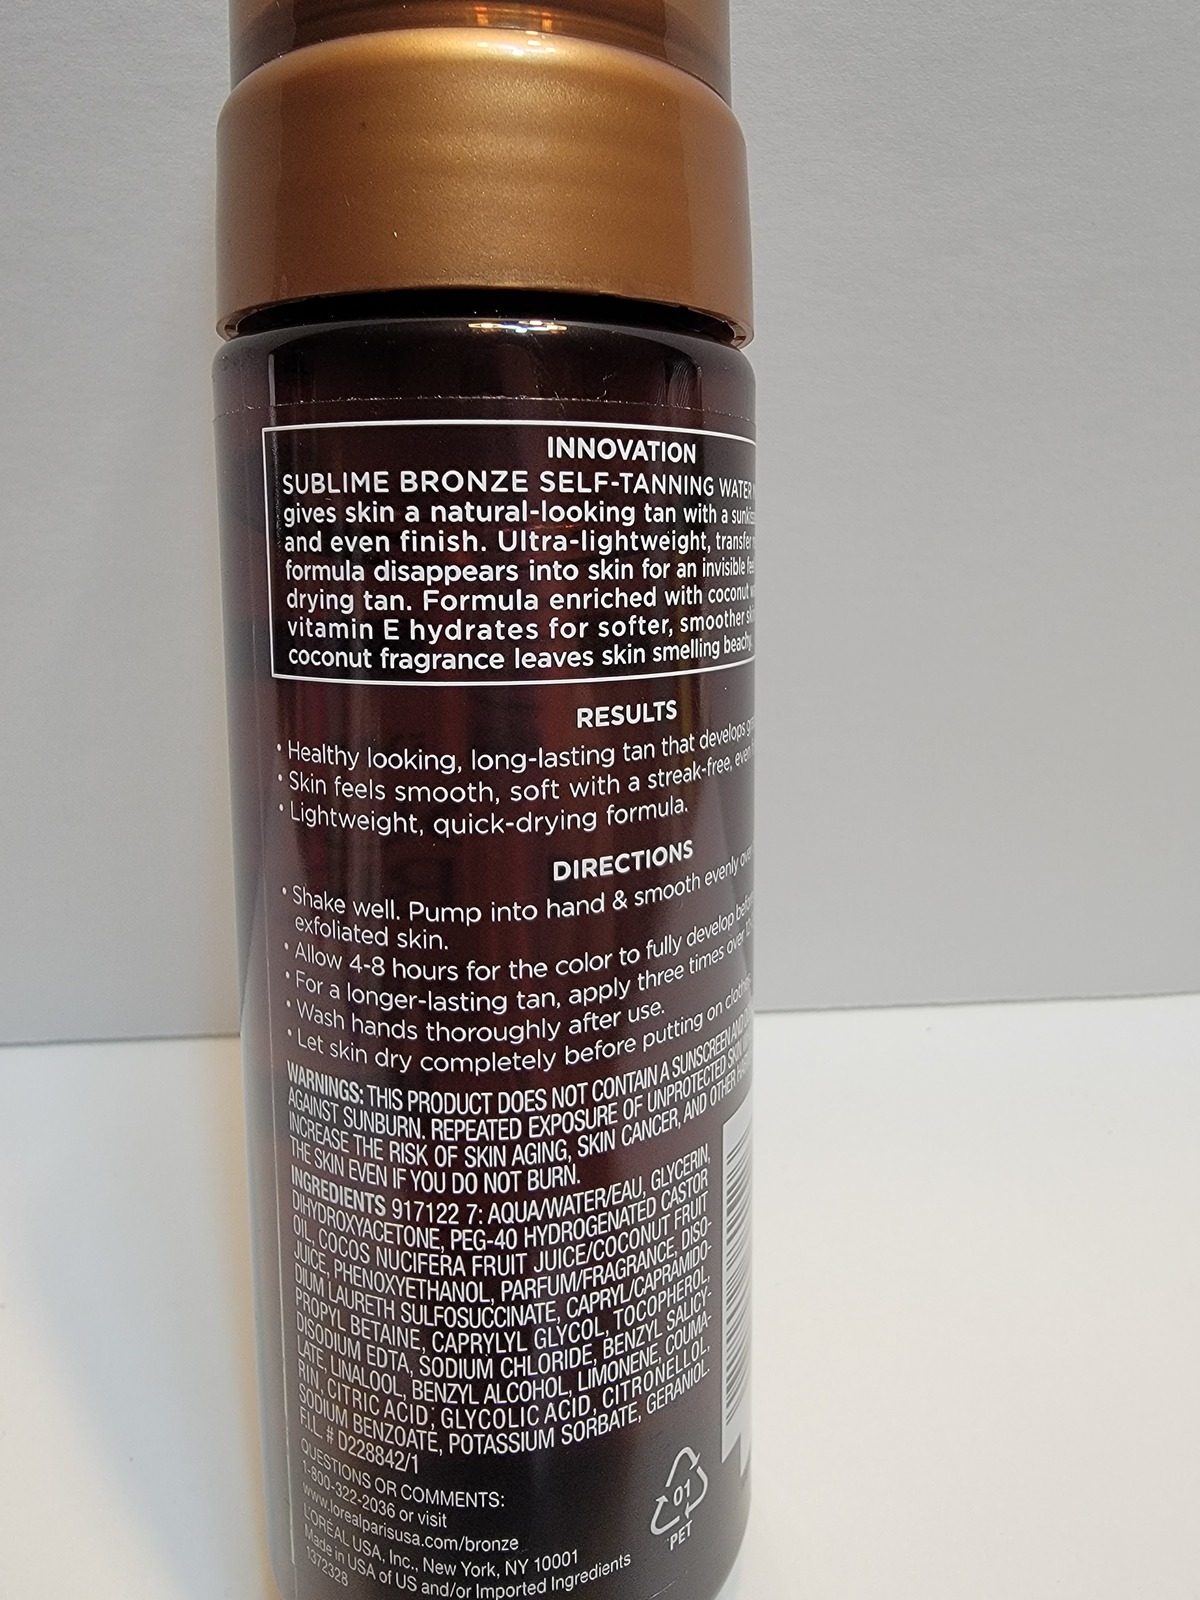 INNOVATION
SUBLIME BRONZE SELF-TANNING WATER
gives skin a natural-looking tan with a
and even finish. Ultra-lightweight, transfer
formula disappears into skin for an invisible
drying tan. Formula enriched with coconut
vitamin E hydrates for softer, smoother
coconut fragrance leaves skin smelling beachy.
RESULTS
• Healthy looking, long-lasting tan that develops
• Skin feels smooth, soft with a streak-free, even
• Lightweight, quick-drying formula.
DIRECTIONS
• Shake well. Pump into hand & smooth evenly over
exfoliated skin.
• Allow 4-8 hours for the color to fully develop
• For a longer-lasting tan, apply three times over
• Wash hands thoroughly after use.
• Let skin dry completely before putting on
WARNINGS: THIS PRODUCT DOES NOT CONTAIN A SUNSCREEN AND
AGAINST SUNBURN. REPEATED EXPOSURE OF UNPROTECTED SKIN
INCREASE THE RISK OF SKIN AGING, SKIN CANCER, AND OTHER
THE SKIN EVEN IF YOU DO NOT BURN.
INGREDIENTS 917122 7: AQUA/WATER/EAU, GLYCERIN,
DIHYDROXYACETONE, PEG-40 HYDROGENATED CASTOR
OIL, COCOS NUCIFERA FRUIT JUICE/COCONUT FRUIT
JUICE, PHENOXYETHANOL, PARFUM/FRAGRANCE, DISO-
DIUM LAURETH SULFOSUCCINATE, CAPRYL/CAPRAMIDO-
PROPYL BETAINE, CAPRYLYL GLYCOL, TOCOPHEROL,
DISODIUM EDTA, SODIUM CHLORIDE, BENZYL SALICY-
LATE, LINALOOL, BENZYL ALCOHOL, LIMONENE, COUMA-
RIN, CITRIC ACID, GLYCOLIC ACID, CITRONELLOL,
SODIUM BENZOATE, POTASSIUM SORBATE, GERANIOL.
F.I.L. # D228842/1
QUESTIONS OR COMMENTS:
1-800-322-2036 or visit
www.lorealparisusa.com/bronze
L'ORÉAL USA, Inc., New York, NY 10001
Made in USA of US and/or Imported Ingredients
1372328
01
PET